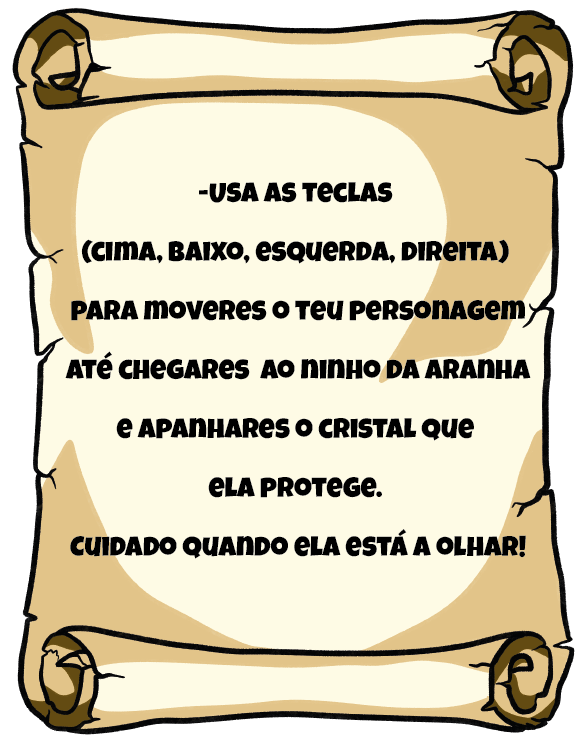 -USA AS TECLAS
(CIMA, BAIXO, ESQUERDA, DIREITA)
PARA MOVERES O TEU PERSONAGEM
ATÉ CHEGARES AO NINHO DA ARANHA
E APANHARES O CRISTAL QUE
ELA PROTEGE.
CUIDADO QUANDO ELA ESTÁ A OLHAR!